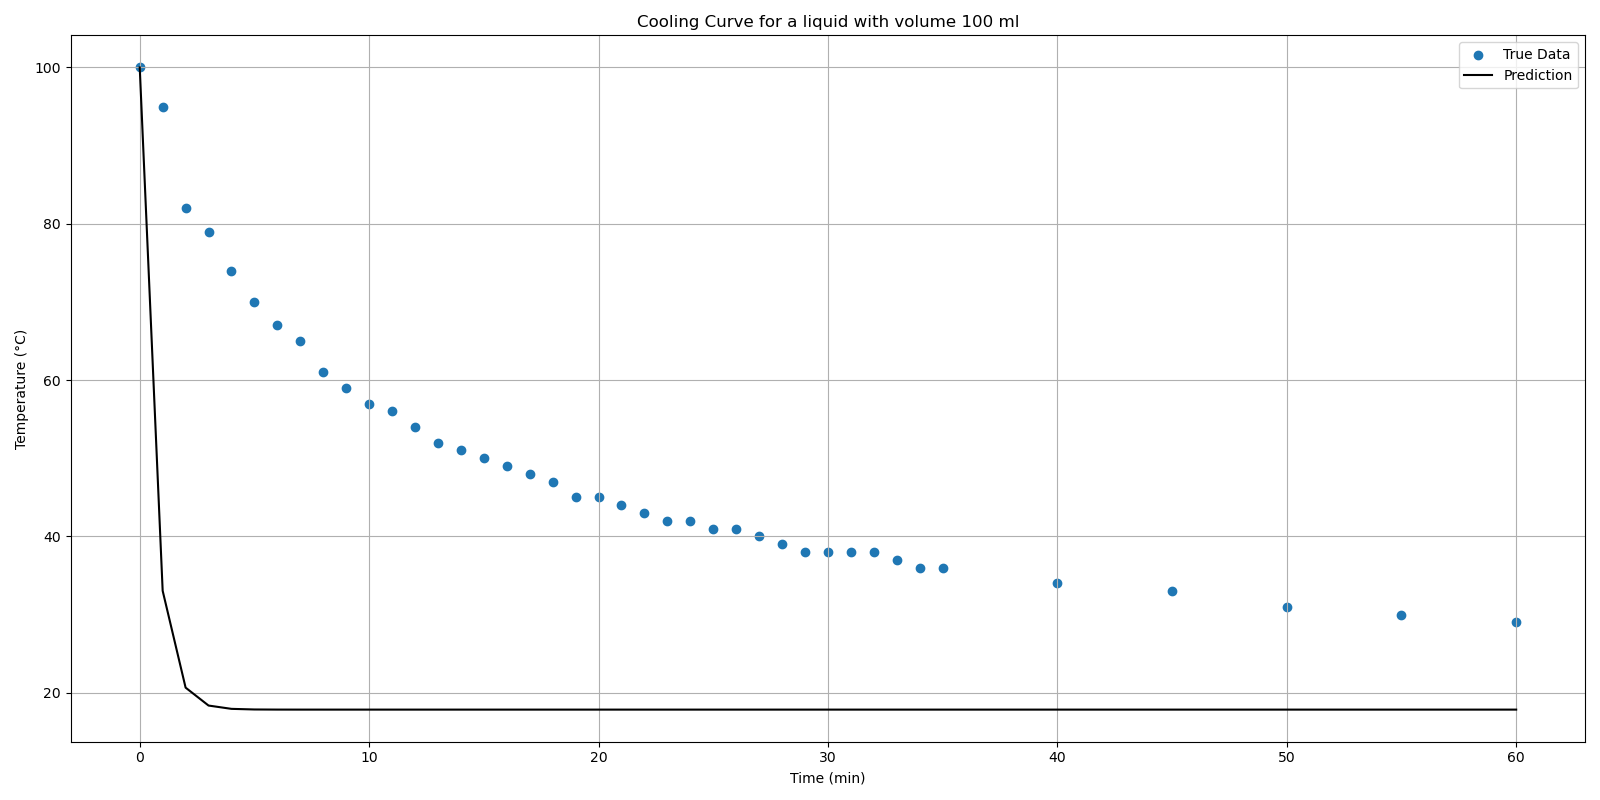 Cooling Curve for a liquid with volume 100 ml
True Data
Prediction
Temperature (°C)
100
80
60
40
20
0 10 20 30 40 50 60
Time (min)